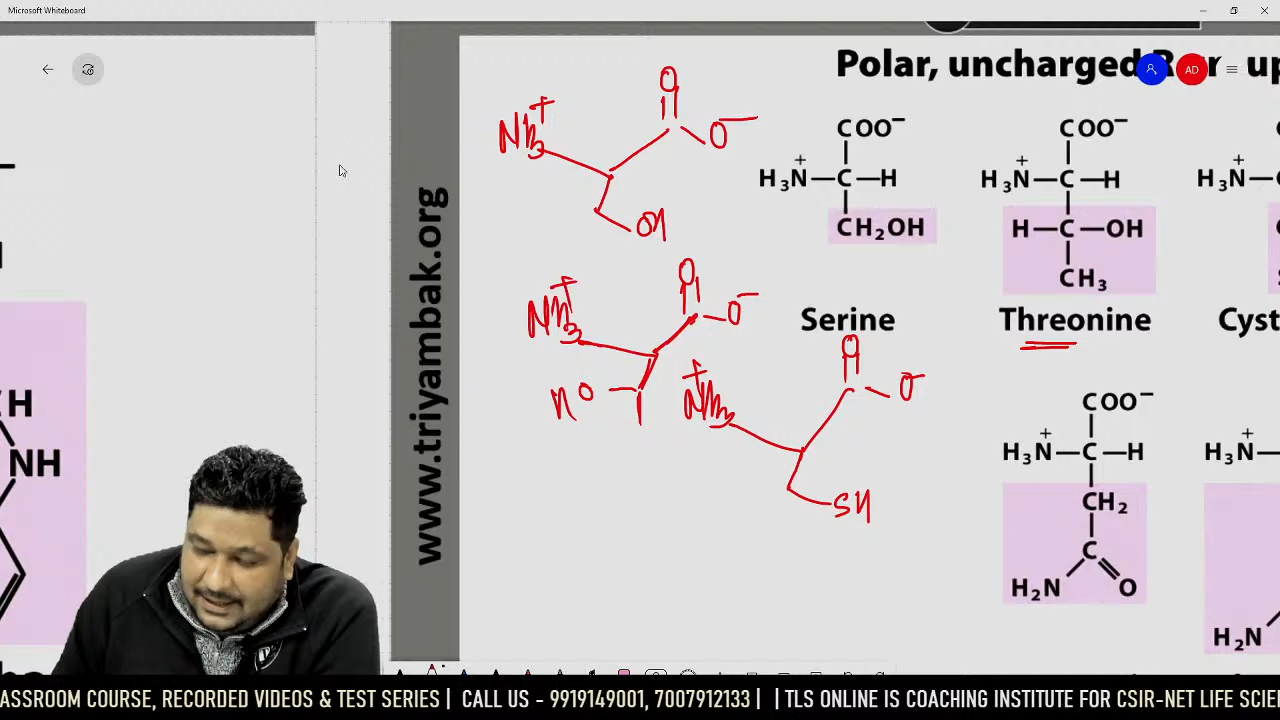 Microsoft Whiteboard
Polar, uncharged R
AD
NH3+
O
O−
OH
NH3+
O
O−
HO
NH3+
O
O−
SH
COO−
H3N+—C—H
CH2OH
Serine
COO−
H3N+—C—H
H—C—OH
CH3
Threonine
H3N+—
Cyst
COO−
H3N+—C—H
CH2
C
H2N
O
H3N+—
H2N
H
NH
www.triyambak.org
ASSROOM COURSE, RECORDED VIDEOS & TEST SERIES | CALL US - 9919149001, 7007912133 | | TLS ONLINE IS COACHING INSTITUTE FOR CSIR-NET LIFE SCIE